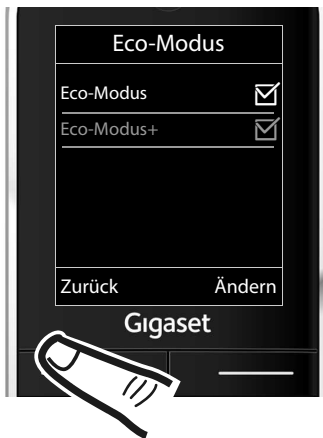 Eco-Modus
Eco-Modus
Eco-Modus+
Zurück Ändern
Gigaset